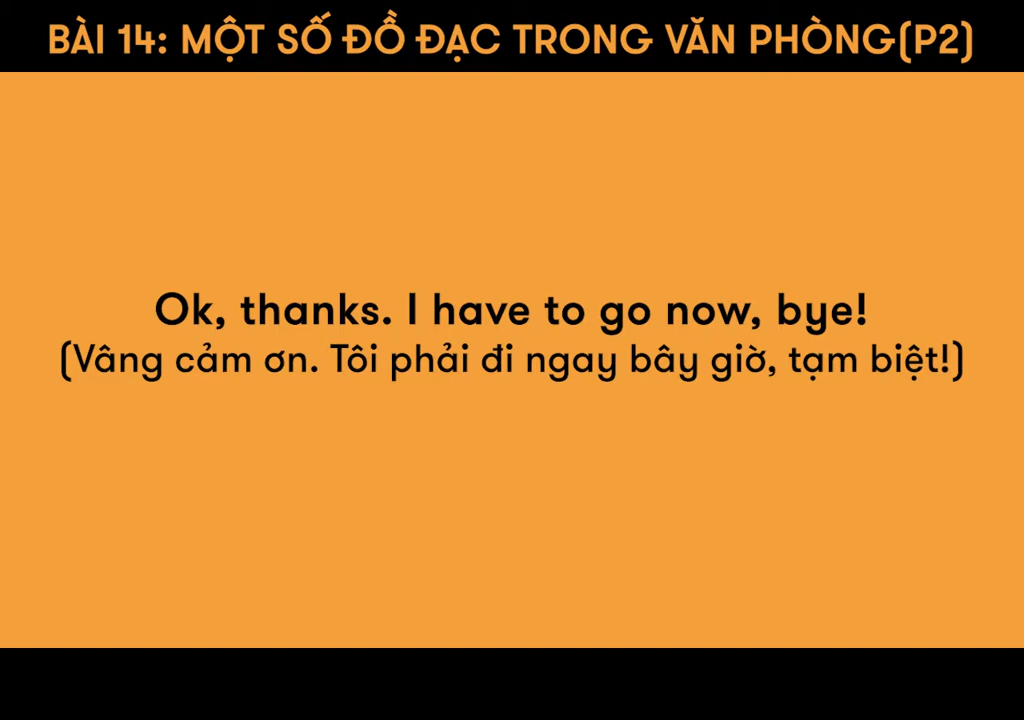 BÀI 14: MỘT SỐ ĐỒ ĐẠC TRONG VĂN PHÒNG(P2)
Ok, thanks. I have to go now, bye!
(Vâng cảm ơn. Tôi phải đi ngay bây giờ, tạm biệt!)